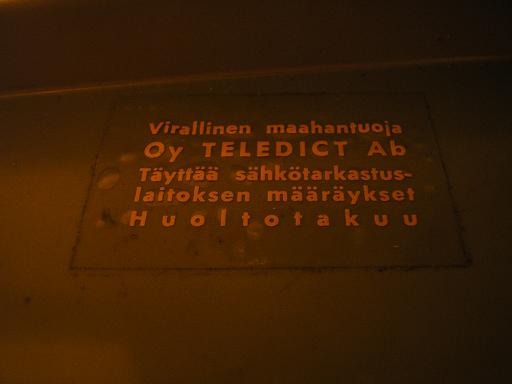 Virallinen maahantuoja
Oy TELEDICT Ab
Täyttää sähkötarkastus-
laitoksen määräykset
Huoltotakuu